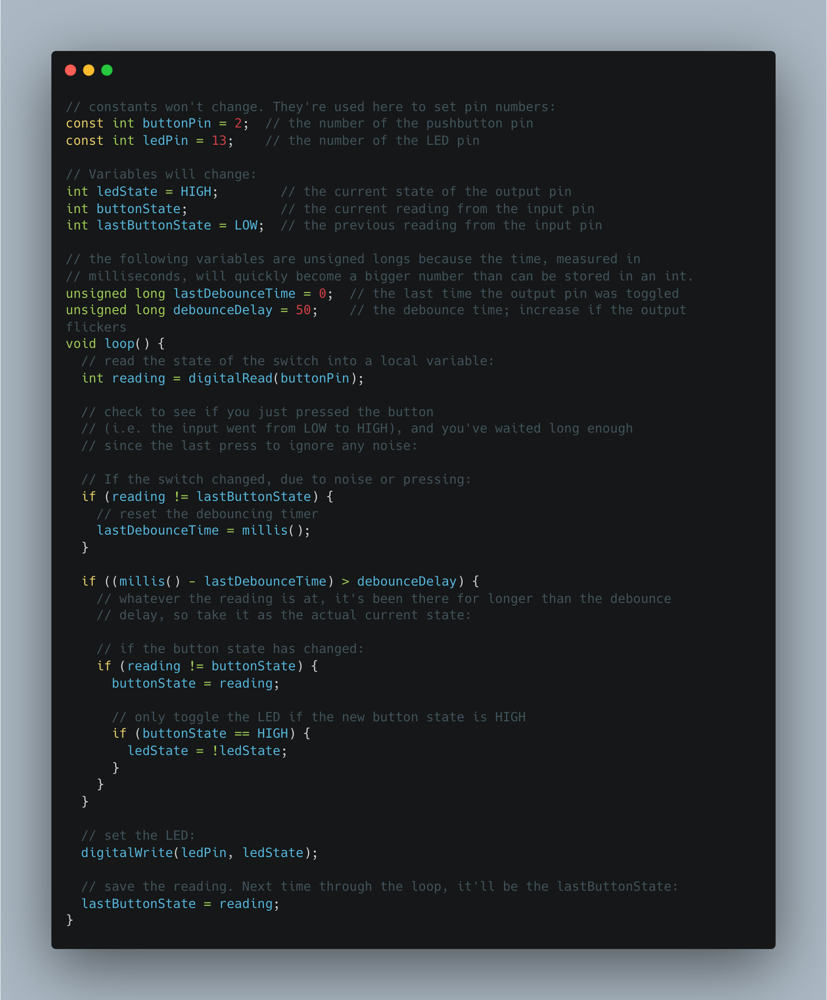 // constants won't change. They're used here to set pin numbers:
const int buttonPin = 2;  // the number of the pushbutton pin
const int ledPin = 13;    // the number of the LED pin

// Variables will change:
int ledState = HIGH;        // the current state of the output pin
int buttonState;            // the current reading from the input pin
int lastButtonState = LOW;  // the previous reading from the input pin

// the following variables are unsigned longs because the time, measured in
// milliseconds, will quickly become a bigger number than can be stored in an int.
unsigned long lastDebounceTime = 0;  // the last time the output pin was toggled
unsigned long debounceDelay = 50;    // the debounce time; increase if the output
flickers
void loop() {
  // read the state of the switch into a local variable:
  int reading = digitalRead(buttonPin);

  // check to see if you just pressed the button
  // (i.e. the input went from LOW to HIGH), and you've waited long enough
  // since the last press to ignore any noise:

  // If the switch changed, due to noise or pressing:
  if (reading != lastButtonState) {
    // reset the debouncing timer
    lastDebounceTime = millis();
  }

  if ((millis() - lastDebounceTime) > debounceDelay) {
    // whatever the reading is at, it's been there for longer than the debounce
    // delay, so take it as the actual current state:

    // if the button state has changed:
    if (reading != buttonState) {
      buttonState = reading;

      // only toggle the LED if the new button state is HIGH
      if (buttonState == HIGH) {
        ledState = !ledState;
      }
    }
  }

  // set the LED:
  digitalWrite(ledPin, ledState);

  // save the reading. Next time through the loop, it'll be the lastButtonState:
  lastButtonState = reading;
}